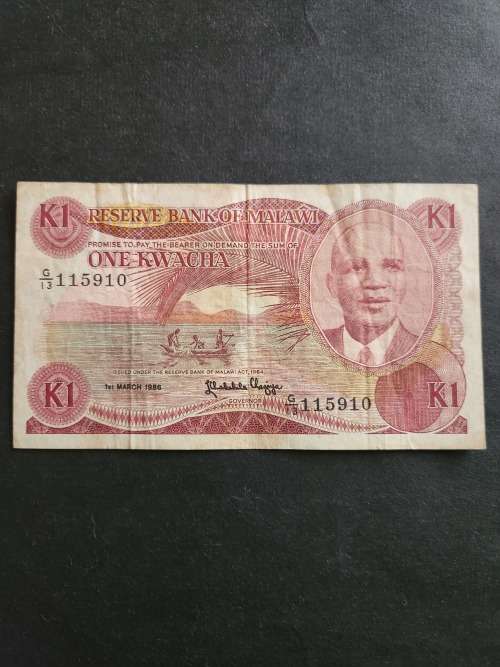 K1 RESERVE BANK OF MALAWI K1
PROMISE TO PAY THE BEARER ON DEMAND THE SUM OF
ONE KWACHA
G/13 115910
ISSUED UNDER THE RESERVE BANK OF MALAWI ACT, 1964
1st MARCH 1986
GOVERNOR
G/13 115910
K1 K1